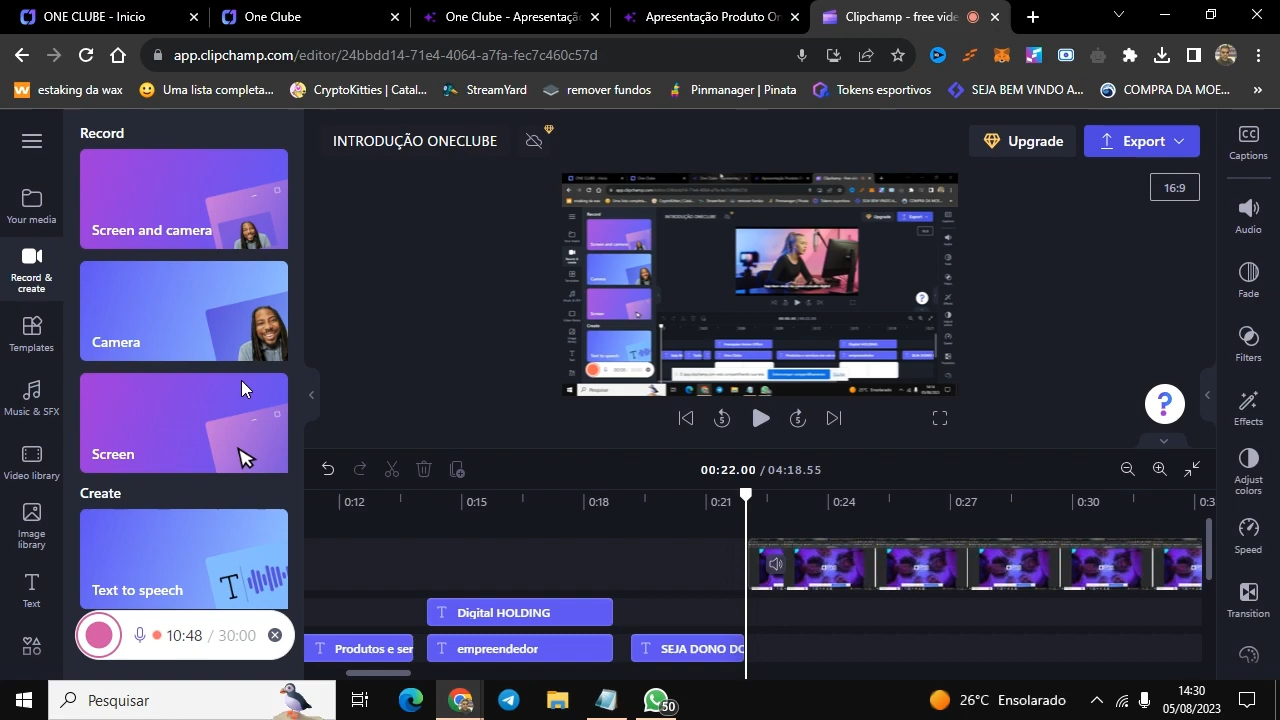 ONE CLUBE - Inicio
One Clube
One Clube - Apresentaçã
Apresentação Produto On
Clipchamp - free vide
app.clipchamp.com/editor/24bbdd14-71e4-4064-a7fa-fec7c460c57d
estaking da wax
Uma lista completa...
CryptoKitties | Catál...
StreamYard
remover fundos
Pinmanager | Pinata
Tokens esportivos
SEJA BEM VINDO A...
COMPRA DA MOE...
»
Record
Screen and camera
Camera
Screen
Create
Text to speech
10:48 / 30:00
Your media
Record &
create
Templates
Music & SFX
Video library
Image
library
Text
INTRODUÇÃO ONECLUBE
Upgrade
Export
16:9
Captions
Audio
Fade
Filters
Effects
Adjust
colors
Speed
Transition
?
00:22.00 / 04:18.55
0:12
0:15
0:18
0:21
0:24
0:27
0:30
0:3
Digital HOLDING
Produtos e ser
empreendedor
SEJA DONO DO
Pesquisar
50
26°C Ensolarado
14:30
05/08/2023